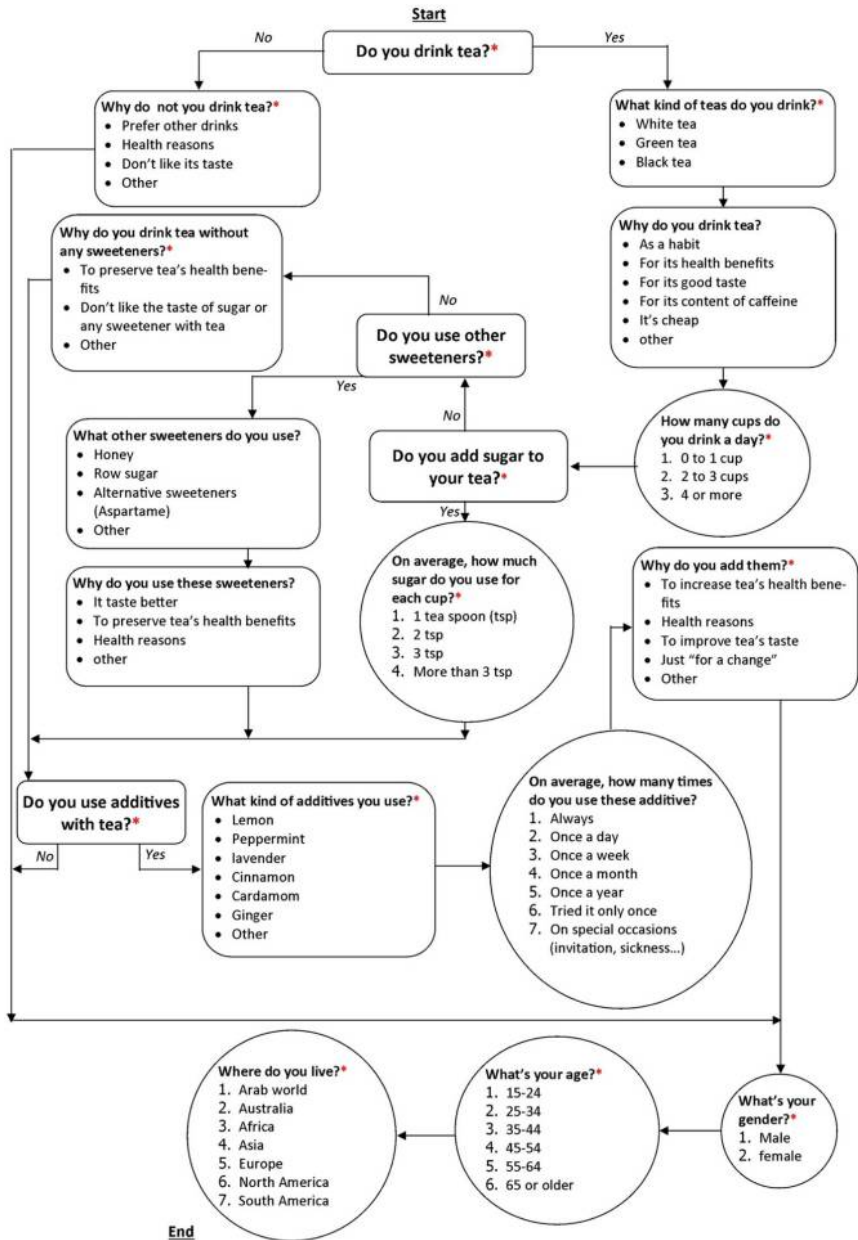 Start
No
Do you drink tea?*
Yes
Why do not you drink tea?*
• Prefer other drinks
• Health reasons
• Don't like its taste
• Other
What kind of teas do you drink?*
• White tea
• Green tea
• Black tea
Why do you drink tea without
any sweeteners?*
• To preserve tea's health bene-
fits
• Don't like the taste of sugar or
any sweetener with tea
• Other
Why do you drink tea?
• As a habit
• For its health benefits
• For its good taste
• For its content of caffeine
• It's cheap
• other
No
Do you use other
sweeteners?*
Yes
No
What other sweeteners do you use?
• Honey
• Row sugar
• Alternative sweeteners
(Aspartame)
• Other
Do you add sugar to
your tea?*
Yes
How many cups do
you drink a day?*
1. 0 to 1 cup
2. 2 to 3 cups
3. 4 or more
Why do you use these sweeteners?
• It taste better
• To preserve tea's health benefits
• Health reasons
• other
On average, how much
sugar do you use for
each cup?*
1. 1 tea spoon (tsp)
2. 2 tsp
3. 3 tsp
4. More than 3 tsp
Why do you add them?*
• To increase tea's health bene-
fits
• Health reasons
• To improve tea's taste
• Just "for a change"
• Other
Do you use additives
with tea?*
No
Yes
What kind of additives you use?*
• Lemon
• Peppermint
• lavender
• Cinnamon
• Cardamom
• Ginger
• Other
On average, how many times
do you use these additive?
1. Always
2. Once a day
3. Once a week
4. Once a month
5. Once a year
6. Tried it only once
7. On special occasions
(invitation, sickness...)
Where do you live?*
1. Arab world
2. Australia
3. Africa
4. Asia
5. Europe
6. North America
7. South America
What's your age?*
1. 15-24
2. 25-34
3. 35-44
4. 45-54
5. 55-64
6. 65 or older
What's your
gender?*
1. Male
2. female
End